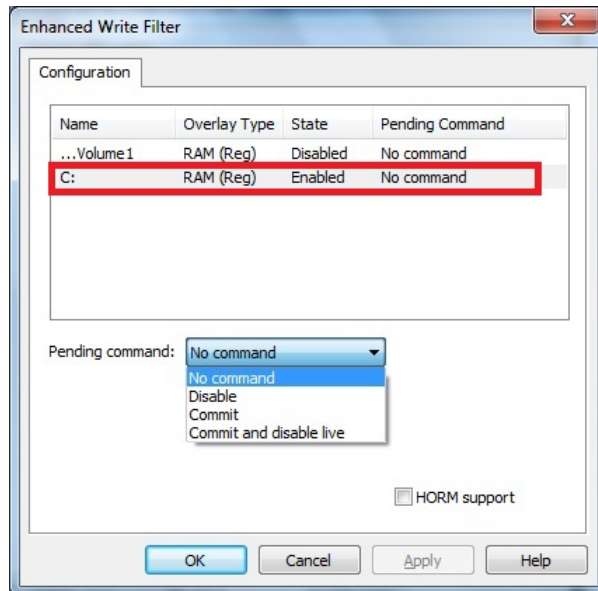 Enhanced Write Filter
Configuration
Name Overlay Type State Pending Command
...Volume1 RAM (Reg) Disabled No command
C: RAM (Reg) Enabled No command
Pending command: No command
No command
Disable
Commit
Commit and disable live
HORM support
OK Cancel Apply Help